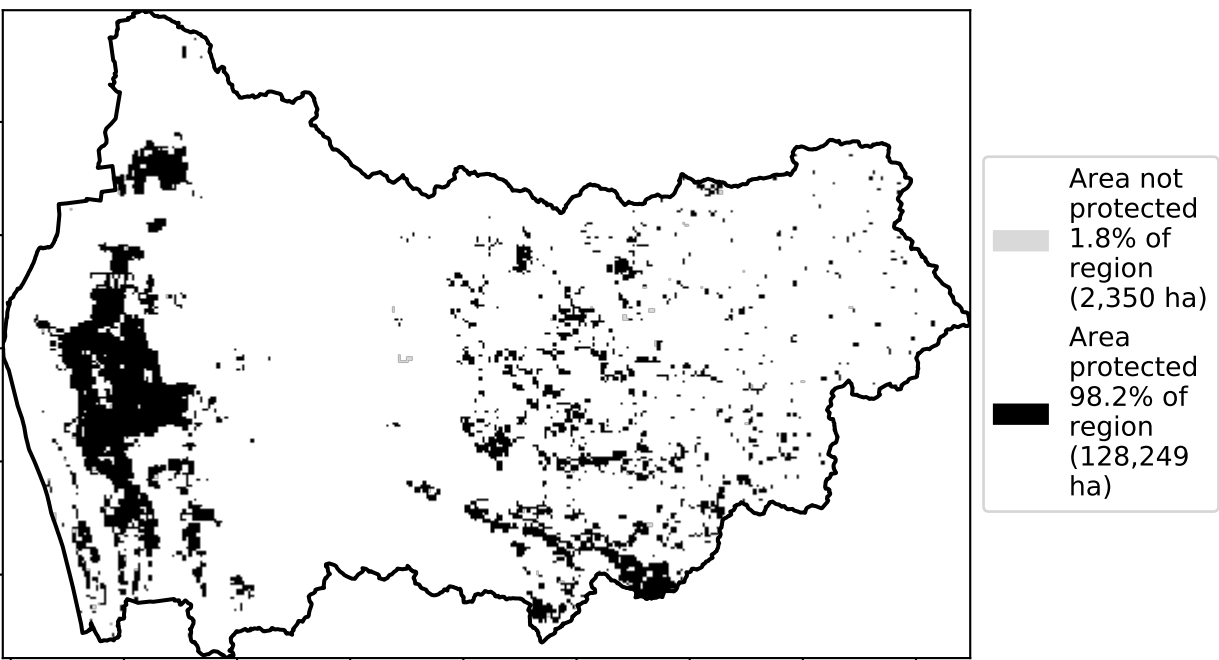 Area not
protected
1.8% of
region
(2,350 ha)
Area
protected
98.2% of
region
(128,249
ha)